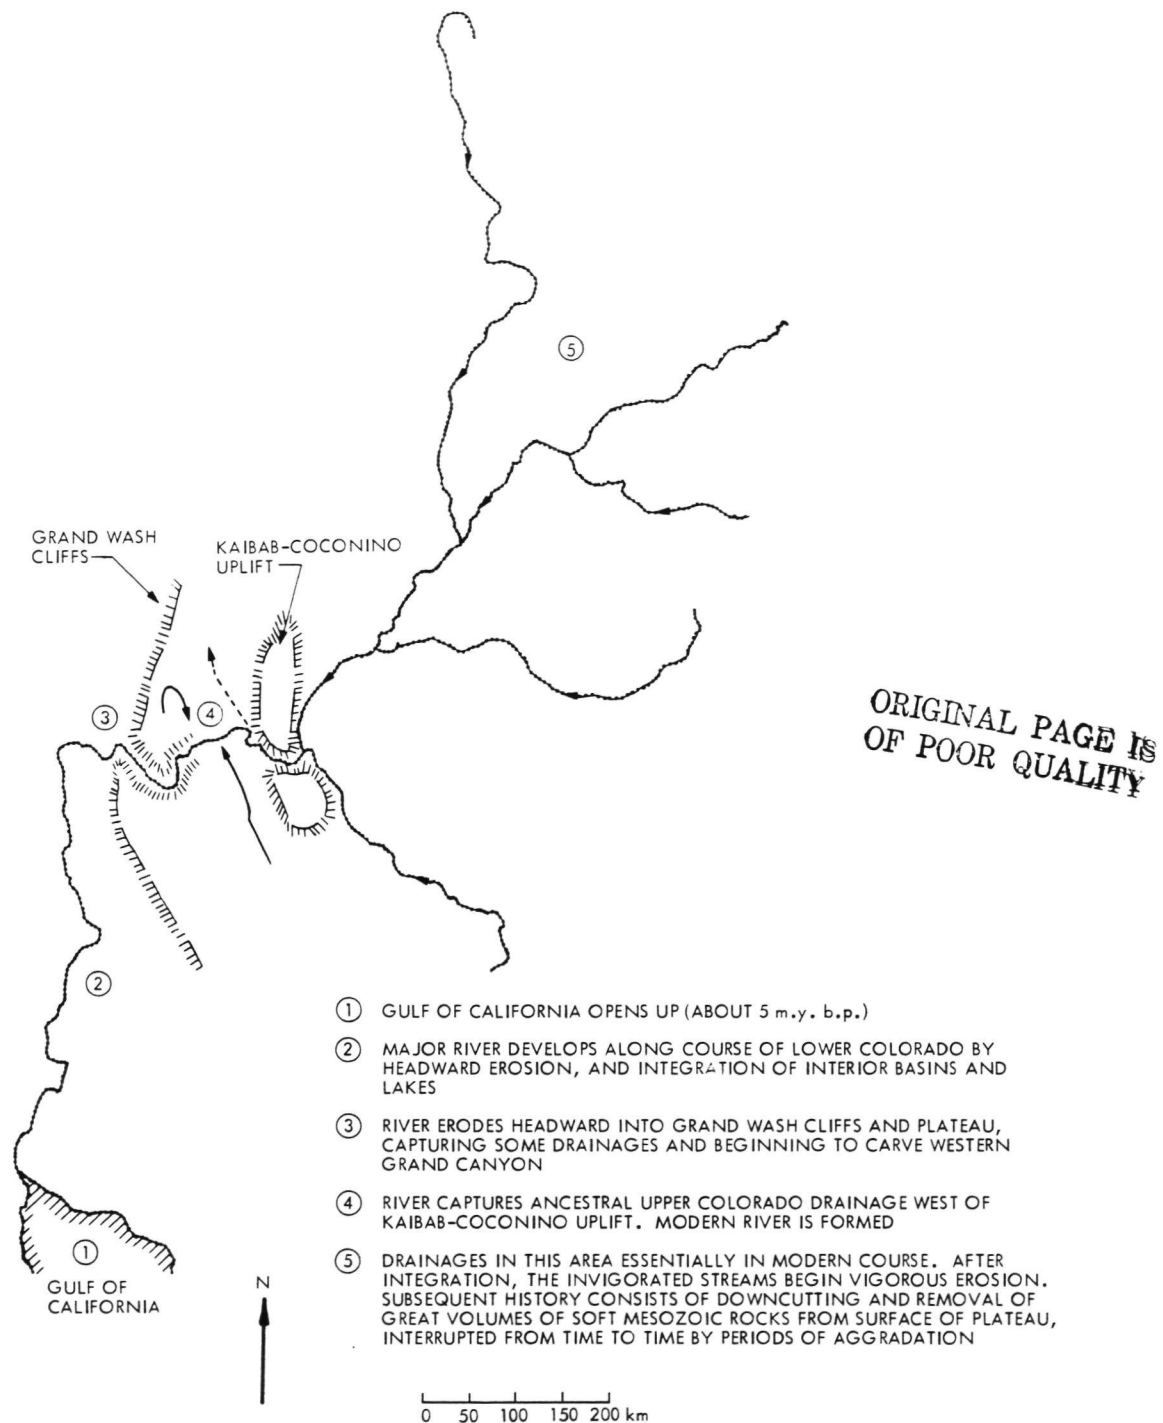 ⑤
GRAND WASH
CLIFFS
KAIBAB-COCONINO
UPLIFT
③
④
ORIGINAL PAGE IS
OF POOR QUALITY
②
①
GULF OF
CALIFORNIA
N
① GULF OF CALIFORNIA OPENS UP (ABOUT 5 m.y. b.p.)
② MAJOR RIVER DEVELOPS ALONG COURSE OF LOWER COLORADO BY
HEADWARD EROSION, AND INTEGRATION OF INTERIOR BASINS AND
LAKES
③ RIVER ERODES HEADWARD INTO GRAND WASH CLIFFS AND PLATEAU,
CAPTURING SOME DRAINAGES AND BEGINNING TO CARVE WESTERN
GRAND CANYON
④ RIVER CAPTURES ANCESTRAL UPPER COLORADO DRAINAGE WEST OF
KAIBAB-COCONINO UPLIFT. MODERN RIVER IS FORMED
⑤ DRAINAGES IN THIS AREA ESSENTIALLY IN MODERN COURSE. AFTER
INTEGRATION, THE INVIGORATED STREAMS BEGIN VIGOROUS EROSION.
SUBSEQUENT HISTORY CONSISTS OF DOWNCUTTING AND REMOVAL OF
GREAT VOLUMES OF SOFT MESOZOIC ROCKS FROM SURFACE OF PLATEAU,
INTERRUPTED FROM TIME TO TIME BY PERIODS OF AGGRADATION
0 50 100 150 200 km